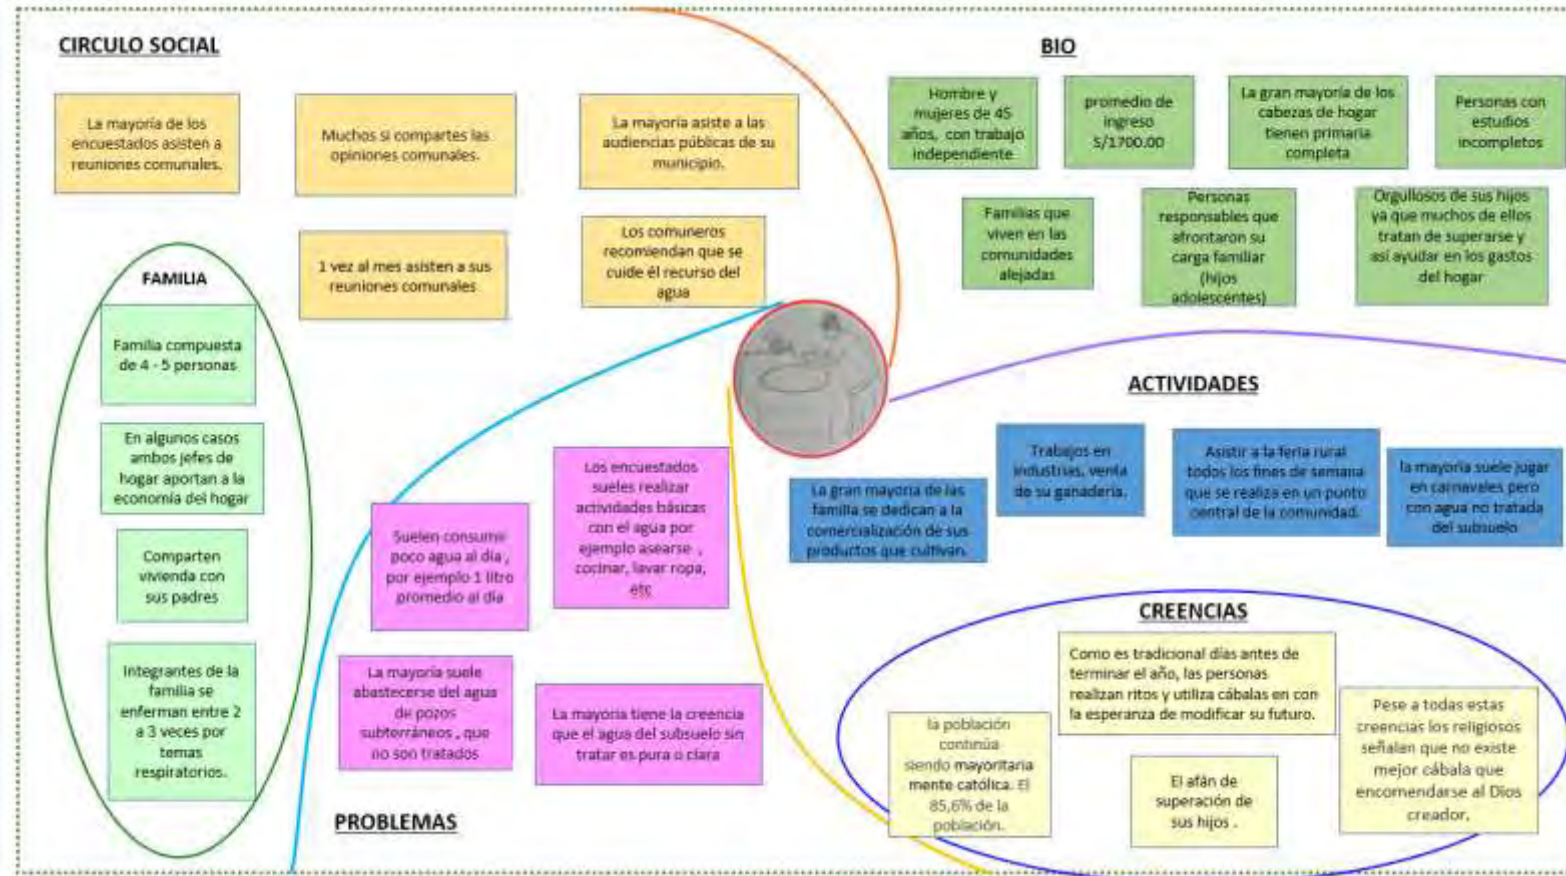 CIRCULO SOCIAL
La mayoría de los
encuestados asisten a
reuniones comunales.
Muchos si compartes las
opiniones comunales.
La mayoría asiste a las
audiencias públicas de su
municipio.
1 vez al mes asisten a sus
reuniones comunales
Los comuneros
recomiendan que se
cuide él recurso del
agua
FAMILIA
Familia compuesta
de 4 - 5 personas
En algunos casos
ambos jefes de
hogar aportan a la
economía del hogar
Comparten
vivienda con
sus padres
Integrantes de la
familia se
enferman entre 2
a 3 veces por
temas
respiratorios.
BIO
Hombre y
mujeres de 45
años, con trabajo
independiente
promedio de
ingreso
S/1700.00
La gran mayoría de los
cabezas de hogar
tienen primaria
completa
Personas con
estudios
incompletos
Familias que
viven en las
comunidades
alejadas
Personas
responsables que
afrontaron su
carga familiar
(hijos
adolescentes)
Orgullosos de sus hijos
ya que muchos de ellos
tratan de superarse y
así ayudar en los gastos
del hogar
ACTIVIDADES
La gran mayoría de las
familia se dedican a la
comercialización de sus
productos que cultivan.
Trabajos en
industrias, venta
de su ganadería.
Asistir a la feria rural
todos los fines de semana
que se realiza en un punto
central de la comunidad.
la mayoría suele jugar
en carnavales pero
con agua no tratada
del subsuelo
Suelen consumir
poco agua al día ,
por ejemplo 1 litro
promedio al día
Los encuestados
sueles realizar
actividades básicas
con el agua por
ejemplo asearse ,
cocinar, lavar ropa,
etc
La mayoría suele
abastecerse del agua
de pozos
subterráneos , que
no son tratados
La mayoría tiene la creencia
que el agua del subsuelo sin
tratar es pura o clara
PROBLEMAS
CREENCIAS
Como es tradicional días antes de
terminar el año, las personas
realizan ritos y utiliza cábalas en con
la esperanza de modificar su futuro.
la población
continúa
siendo mayoritaria
mente católica. El
85,6% de la
población.
El afán de
superación de
sus hijos .
Pese a todas estas
creencias los religiosos
señalan que no existe
mejor cábala que
encomendarse al Dios
creador.